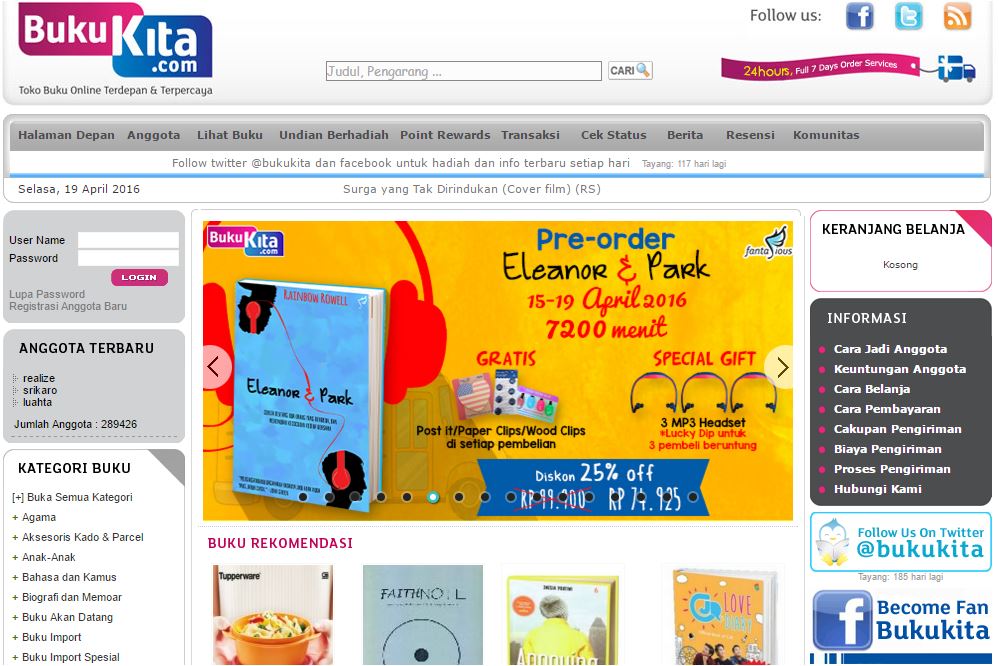 BukuKita
.com
Toko Buku Online Terdepan & Terpercaya
Follow us:
Judul, Pengarang ...
CARI
24hours, Full 7 Days Order Services
Halaman Depan Anggota Lihat Buku Undian Berhadiah Point Rewards Transaksi Cek Status Berita Resensi Komunitas
Follow twitter @bukukita dan facebook untuk hadiah dan info terbaru setiap hari Tayang: 117 hari lagi
Selasa, 19 April 2016
Surga yang Tak Dirindukan (Cover film) (RS)
User Name
Password
LOGIN
Lupa Password
Registrasi Anggota Baru
ANGGOTA TERBARU
realize
srikaro
luahta
Jumlah Anggota : 289426
KATEGORI BUKU
[+] Buka Semua Kategori
+ Agama
+ Aksesoris Kado & Parcel
+ Anak-Anak
+ Bahasa dan Kamus
+ Biografi dan Memoar
+ Buku Akan Datang
+ Buku Import
+ Buku Import Spesial
BukuKita
.com
Pre-order
Eleanor & Park
15-19 April 2016
7200 menit
fantasious
RAINBOW ROWELL
Eleanor & Park
GRATIS
Post it/Paper Clips/Wood Clips
di setiap pembelian
SPECIAL GIFT
3 MP3 Headset
*Lucky Dip untuk
3 pembeli beruntung
Diskon 25% off
RP 99.900 RP 74.925
BUKU REKOMENDASI
Tupperware
FAITH
Annoying
LOVE
DIARY
KERANJANG BELANJA
Kosong
INFORMASI
Cara Jadi Anggota
Keuntungan Anggota
Cara Belanja
Cara Pembayaran
Cakupan Pengiriman
Biaya Pengiriman
Proses Pengiriman
Hubungi Kami
Follow Us On Twitter
@bukukita
Tayang: 185 hari lagi
Become Fan
Bukukita